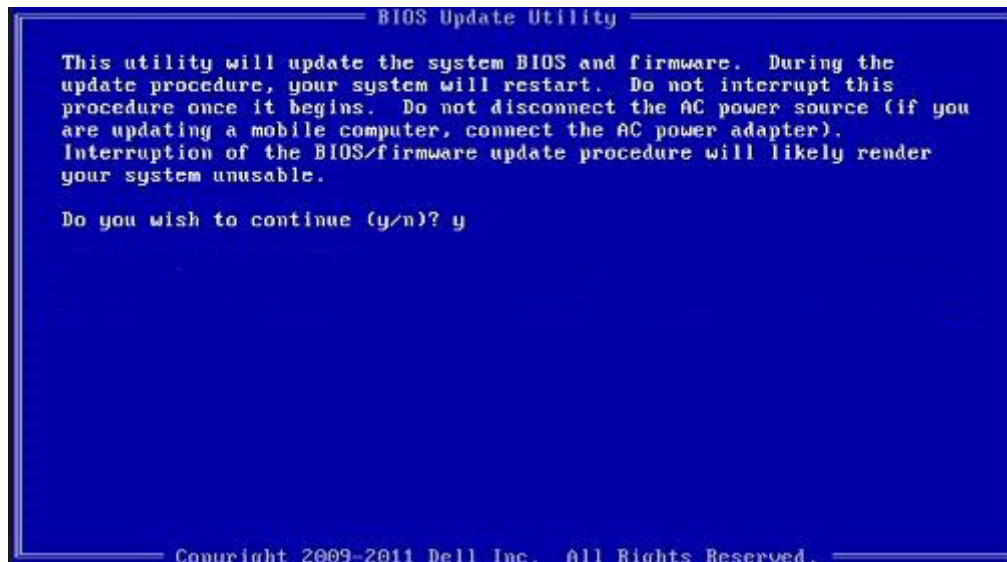 BIOS Update Utility
This utility will update the system BIOS and firmware. During the
update procedure, your system will restart. Do not interrupt this
procedure once it begins. Do not disconnect the AC power source (if you
are updating a mobile computer, connect the AC power adapter).
Interruption of the BIOS/firmware update procedure will likely render
your system unusable.
Do you wish to continue (y/n)? y
Copyright 2009-2011 Dell Inc. All Rights Reserved.